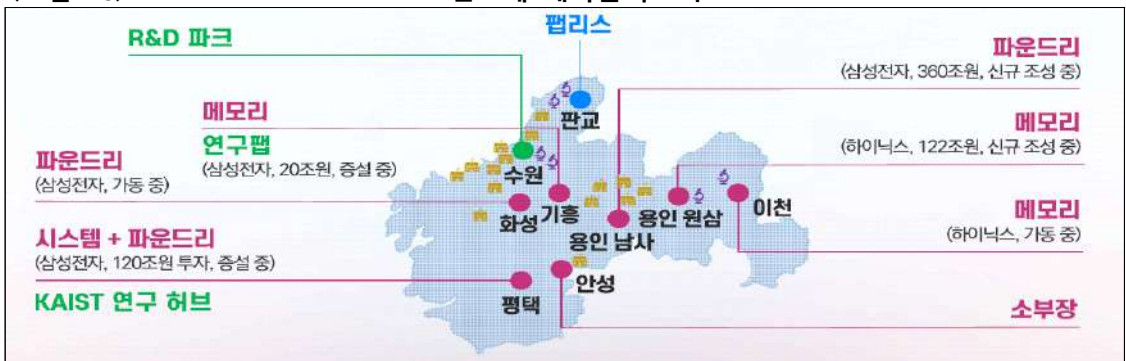 R&D 파크
팹리스
파운드리
(삼성전자, 360조원, 신규 조성 중)
메모리
연구팹
(삼성전자, 20조원, 증설 중)
판교
메모리
(하이닉스, 122조원, 신규 조성 중)
파운드리
(삼성전자, 가동 중)
수원
화성
기흥
용인 남사
용인 원삼
이천
메모리
(하이닉스, 가동 중)
시스템 + 파운드리
(삼성전자, 120조원 투자, 증설 중)
KAIST 연구 허브
평택
안성
소부장